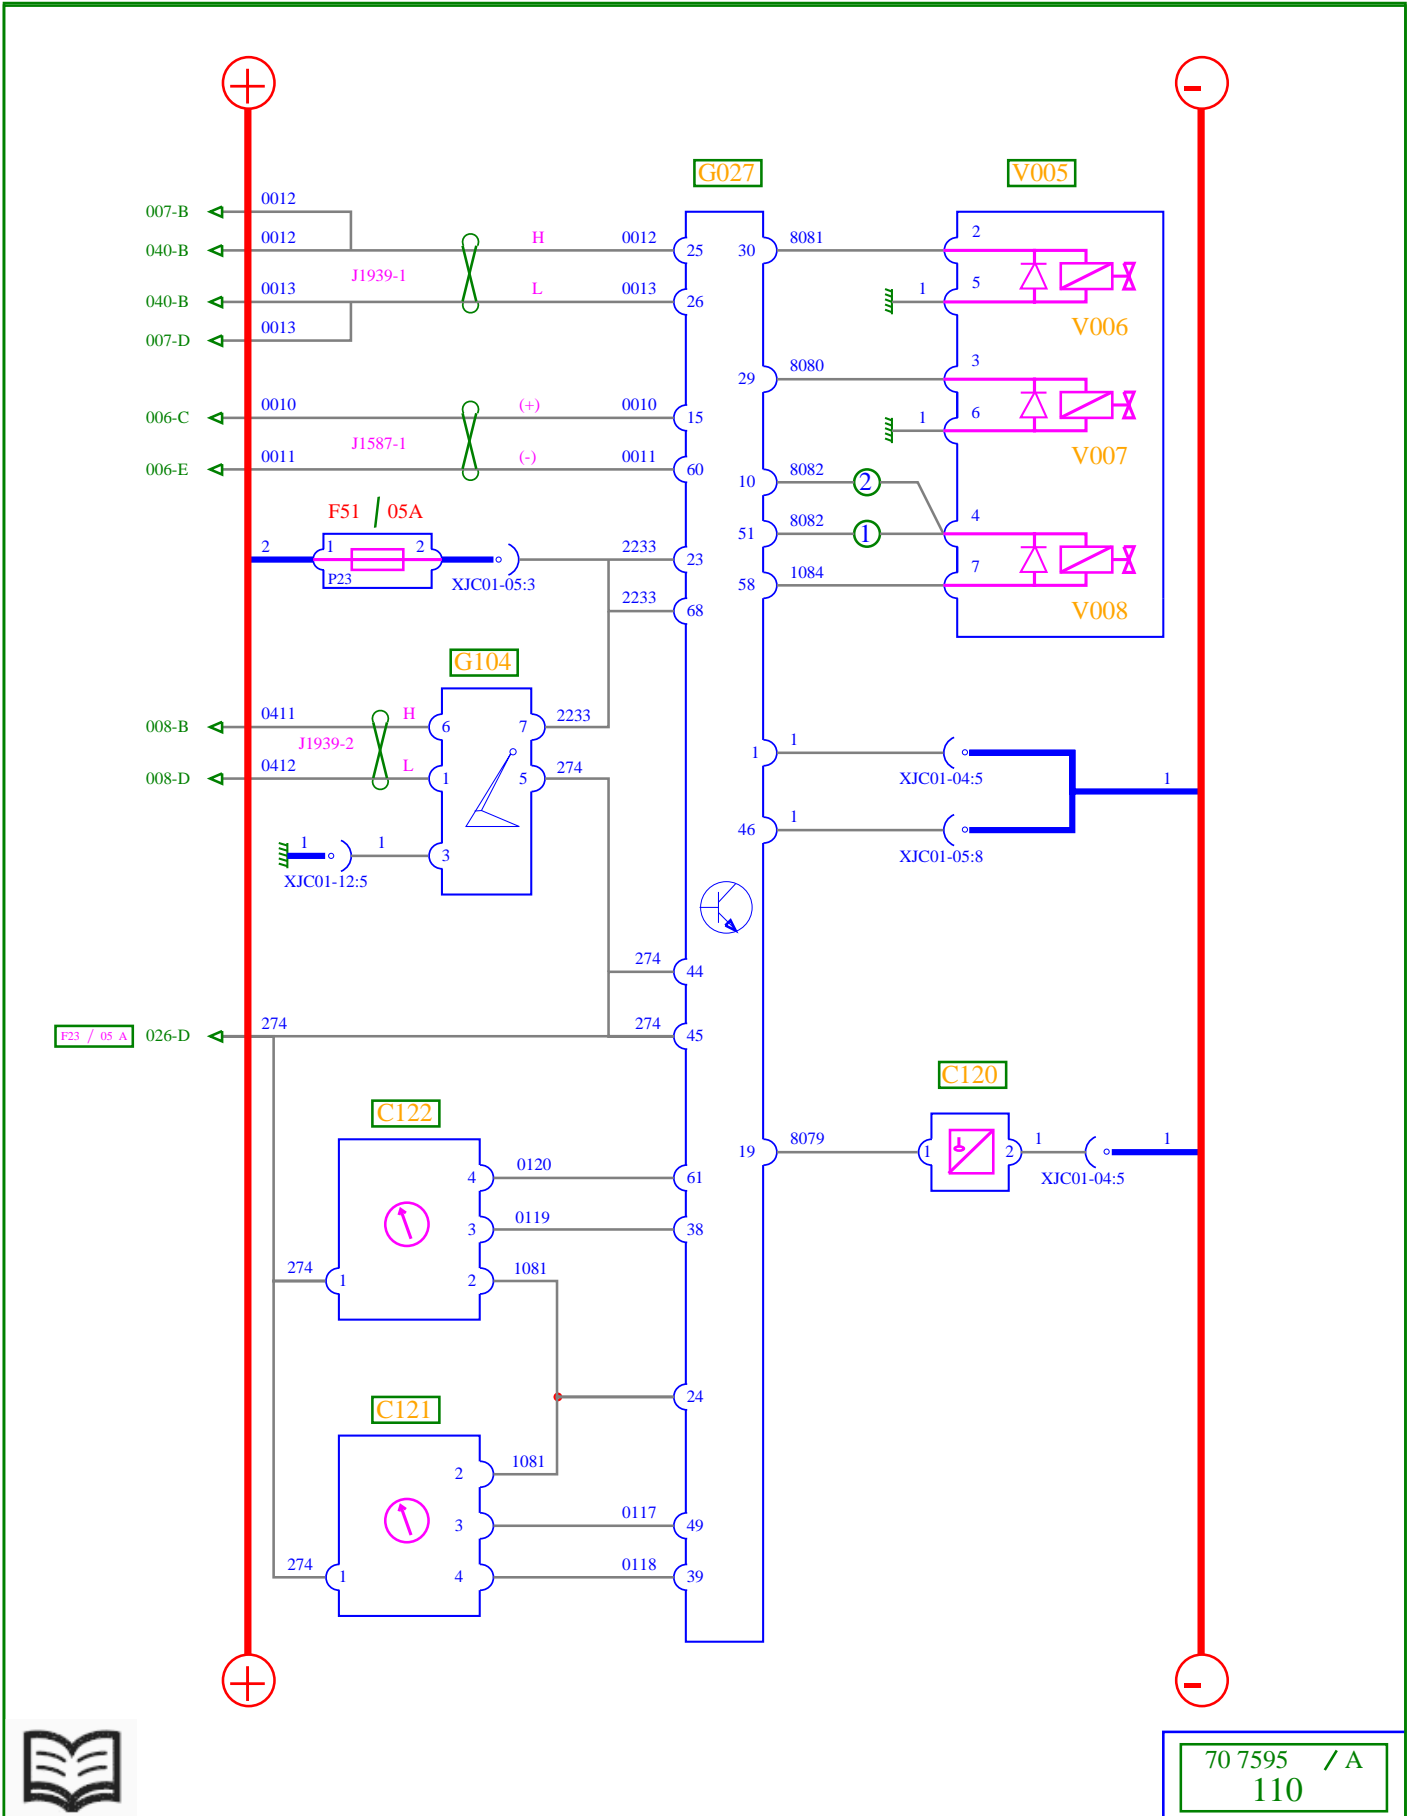 + -
G027 V005
007-B 0012
2
040-B 0012 H 0012 25 30 8081
J1939-1
5
040-B 0013 L 0013 26 1
007-D 0013
V006
3
29 8080
006-C 0010 (+) 0010 15 1 6
J1587-1
006-E 0011 (-) 0011 60
V007
10 8082 2
F51 / 05A
4
51 8082 1
2 1 2 2233 23
7
P23 XJC01-05:3 58 1084
2233 68
V008
G104
008-B 0411 H 6 7 2233
J1939-2
1 1
008-D 0412 L 1 5 274
XJC01-04:5 1
46 1
1 1 3
XJC01-05:8
XJC01-12:5
274 44
F23 / 05 A 026-D 274 274 45
C120
C122
19 8079 1 2 1 1
4 0120 61
XJC01-04:5
3 0119 38
274 1 2 1081
24
C121
2 1081
3 0117 49
274 1 4 0118 39
+ -
70 7595 / A
110